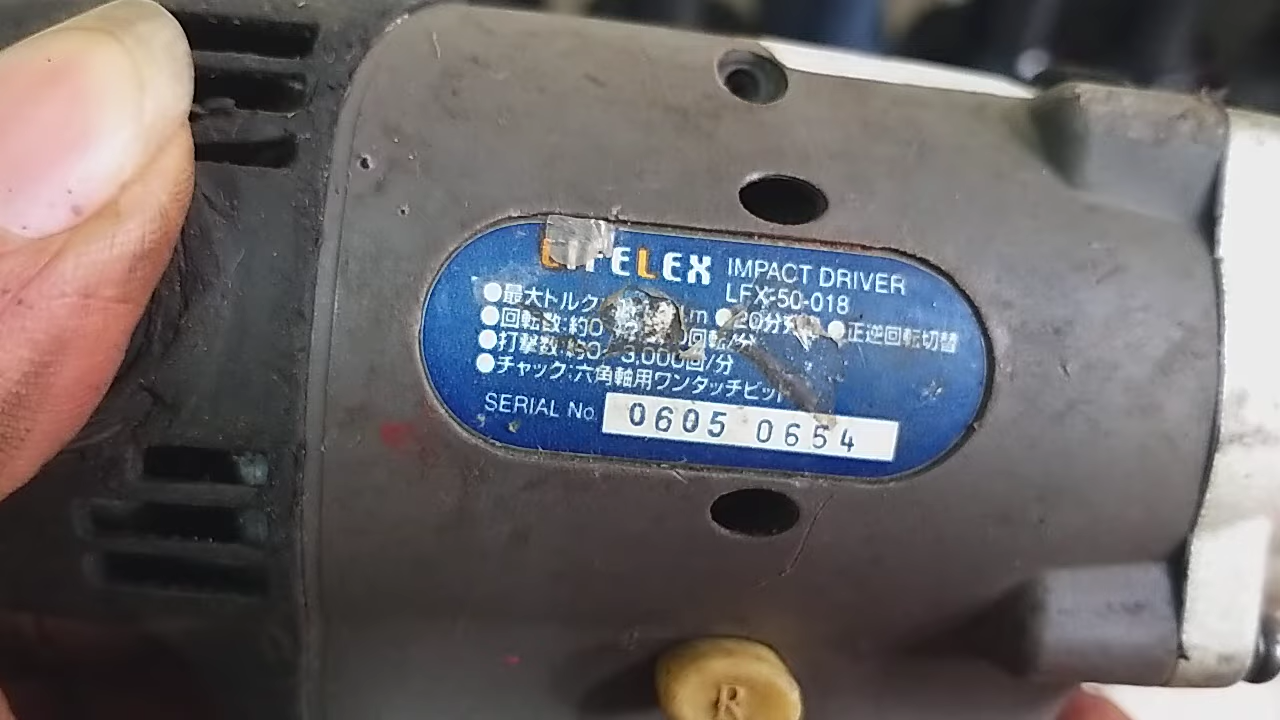 LIFELEX IMPACT DRIVER
LFX-50-018
●最大トルク
●20分
●正逆回転切替
●回転数:約0 回転/分
●打撃数:約0 3,000回/分
●チャック:六角軸用ワンタッチビット
SERIAL No. 0605 0654
R